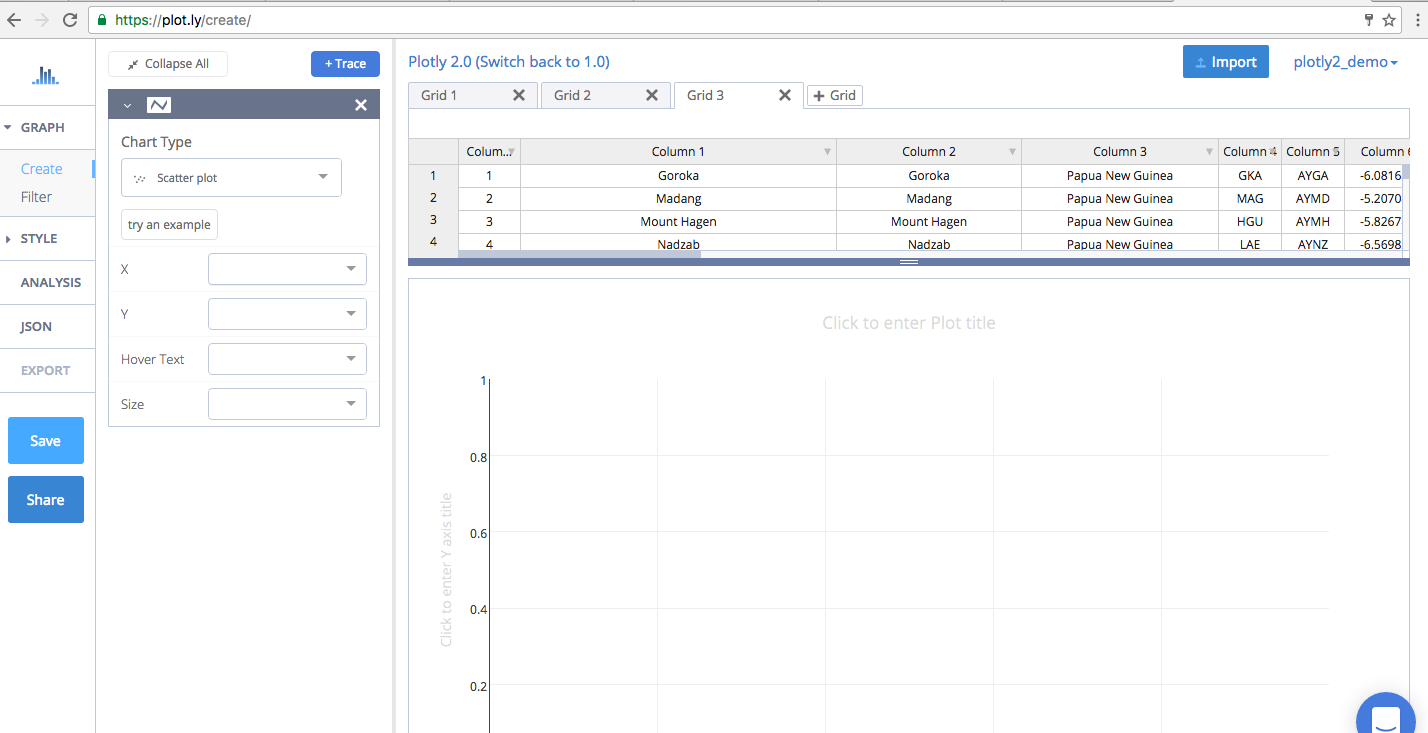 https://plot.ly/create/
Collapse All
+ Trace
Plotly 2.0 (Switch back to 1.0)
Import
plotly2_demo
GRAPH
Create
Filter
STYLE
ANALYSIS
JSON
EXPORT
Save
Share
Chart Type
Scatter plot
try an example
X
Y
Hover Text
Size
Grid 1
Grid 2
Grid 3
+ Grid
Colum... Column 1 Column 2 Column 3 Column 4 Column 5 Column 6
1 1 Goroka Goroka Papua New Guinea GKA AYGA -6.0816
2 2 Madang Madang Papua New Guinea MAG AYMD -5.2070
3 3 Mount Hagen Mount Hagen Papua New Guinea HGU AYMH -5.8267
4 4 Nadzab Nadzab Papua New Guinea LAE AYNZ -6.5698
Click to enter Plot title
1
0.8
0.6
0.4
0.2
Click to enter Y axis title